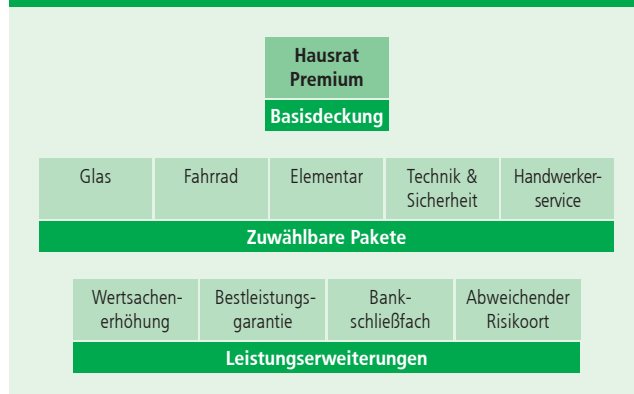 Hausrat
Premium
Basisdeckung
Glas Fahrrad Elementar Technik & Handwerker-
Sicherheit service
Zuwählbare Pakete
Wertsachen- Bestleistungs- Bank- Abweichender
erhöhung garantie schließfach Risikoort
Leistungserweiterungen